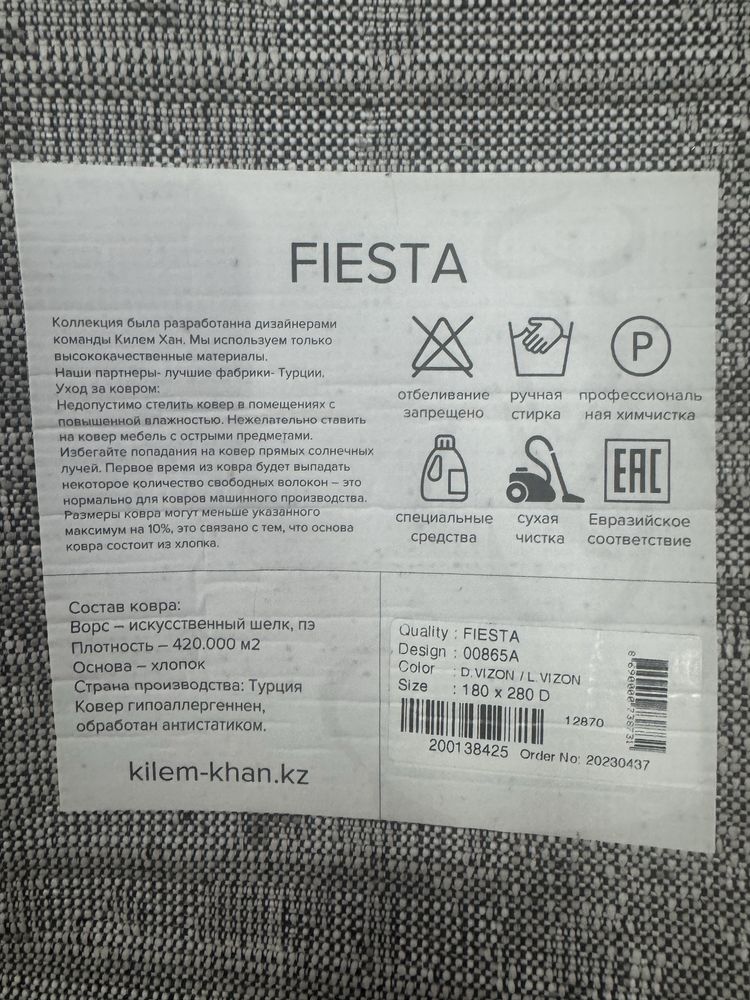 FIESTA
Коллекция была разработанна дизайнерами
команды Килем Хан. Мы используем только
высококачественные материалы.
Наши партнеры- лучшие фабрики- Турции.
Уход за ковром:
Недопустимо стелить ковер в помещениях с
повышенной влажностью. Нежелательно ставить
на ковер мебель с острыми предметами.
Избегайте попадания на ковер прямых солнечных
лучей. Первое время из ковра будет выпадать
некоторое количество свободных волокон – это
нормально для ковров машинного производства.
Размеры ковра могут меньше указанного
максимум на 10%, это связано с тем, что основа
ковра состоит из хлопка.
отбеливание
запрещено
ручная
стирка
P
профессиональ
ная химчистка
специальные
средства
сухая
чистка
EAC
Евразийское
соответствие
Состав ковра:
Ворс – искусственный шелк, пэ
Плотность – 420.000 м2
Основа – хлопок
Страна производства: Турция
Ковер гипоаллергеннен,
обработан антистатиком.
kilem-khan.kz
Quality : FIESTA
Design : 00865A
Color : D.VIZON / L.VIZON
Size : 180 x 280 D
12870
200138425 Order No: 20230437